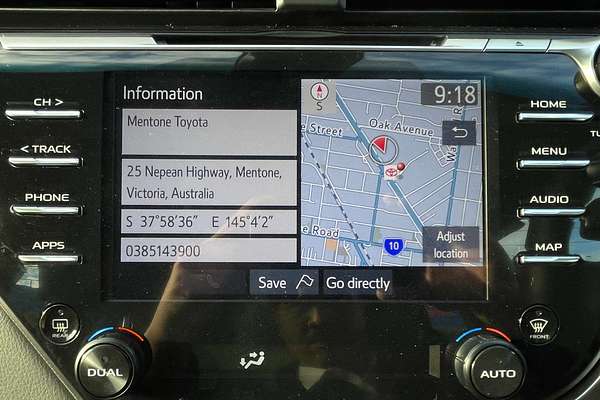 CH >
< TRACK
PHONE
APPS
Information
Mentone Toyota
25 Nepean Highway, Mentone,
Victoria, Australia
S 37°58'36" E 145°4'2"
0385143900
Save
Go directly
N
S
9:18
Oak Avenue
e Street
e Road
10
Adjust
location
HOME
MENU
AUDIO
MAP
REAR
FRONT
DUAL
AUTO